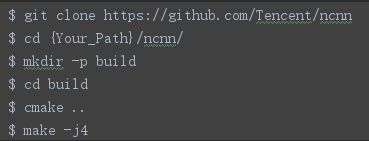 $ git clone https://github.com/Tencent/ncnn
$ cd {Your_Path}/ncnn/
$ mkdir -p build
$ cd build
$ cmake ..
$ make -j4